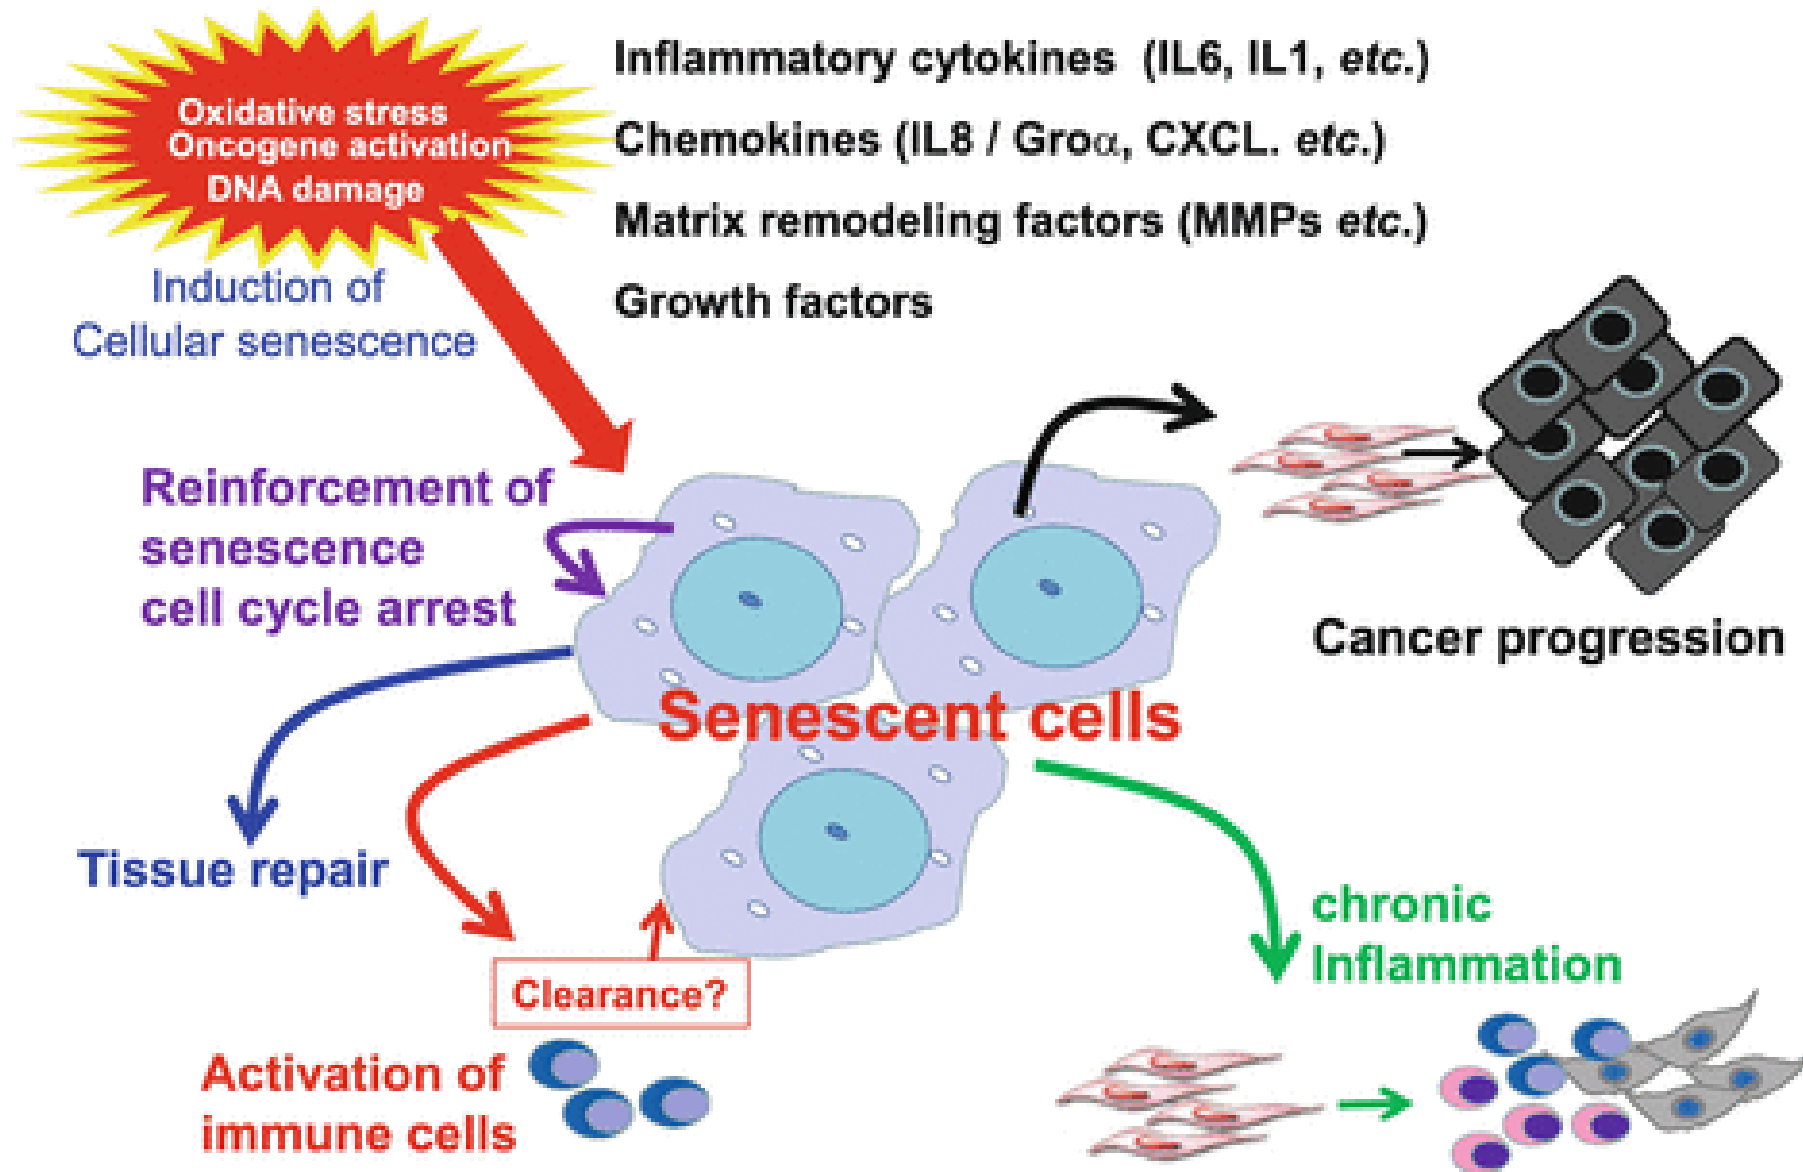 Oxidative stress
Oncogene activation
DNA damage
Induction of
Cellular senescence
Inflammatory cytokines (IL6, IL1, etc.)
Chemokines (IL8 / Groα, CXCL. etc.)
Matrix remodeling factors (MMPs etc.)
Growth factors
Reinforcement of
senescence
cell cycle arrest
Cancer progression
Senescent cells
Tissue repair
chronic
Inflammation
Clearance?
Activation of
immune cells